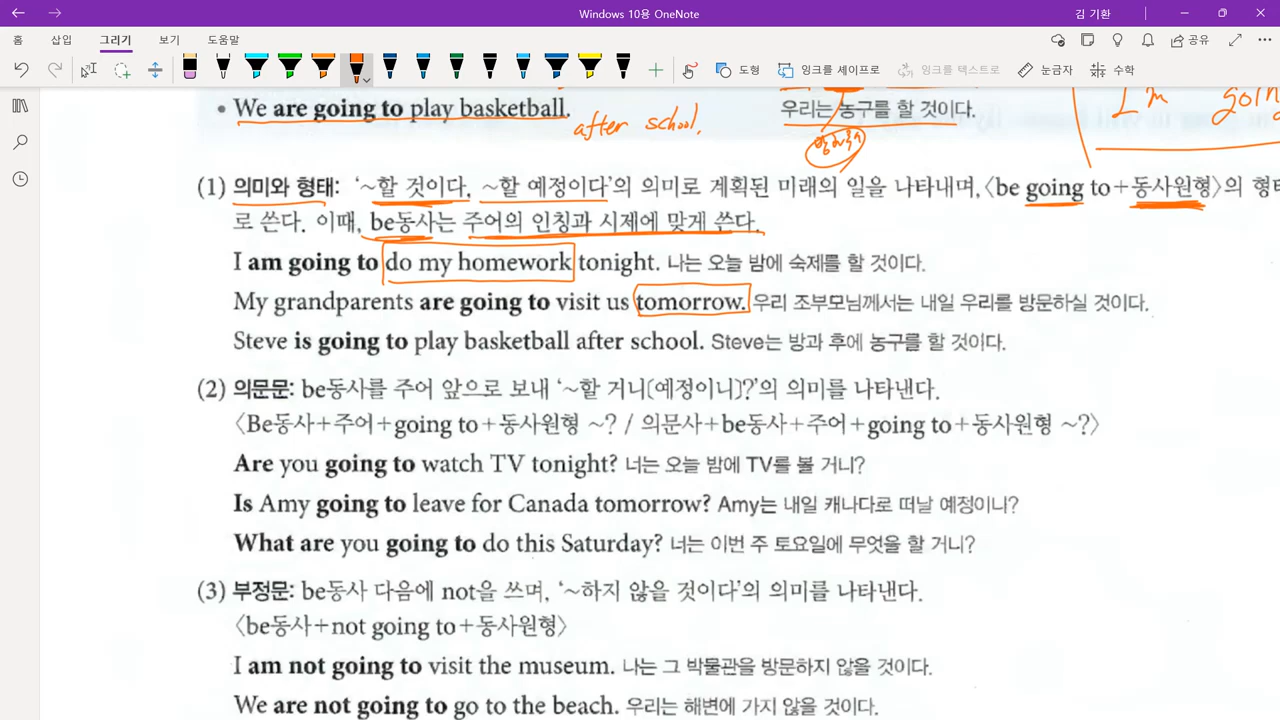 Windows 10용 OneNote
김 기환
홈 삽입 그리기 보기 도움말
공유
도형 잉크를 셰이프로 잉크를 텍스트로 눈금자 수학
• We are going to play basketball. after school. 우리는 농구를 할 것이다.
I'm goin
(1) 의미와 형태: ‘~할 것이다, ~할 예정이다’의 의미로 계획된 미래의 일을 나타내며, 〈be going to+동사원형〉의 형태
로 쓴다. 이때, be동사는 주어의 인칭과 시제에 맞게 쓴다.
I am going to do my homework tonight. 나는 오늘 밤에 숙제를 할 것이다.
My grandparents are going to visit us tomorrow. 우리 조부모님께서는 내일 우리를 방문하실 것이다.
Steve is going to play basketball after school. Steve는 방과 후에 농구를 할 것이다.
(2) 의문문: be동사를 주어 앞으로 보내 ‘~할 거니(예정이니)?’의 의미를 나타낸다.
〈Be동사+주어+going to+동사원형 ~? / 의문사+be동사+주어+going to+동사원형 ~?〉
Are you going to watch TV tonight? 너는 오늘 밤에 TV를 볼 거니?
Is Amy going to leave for Canada tomorrow? Amy는 내일 캐나다로 떠날 예정이니?
What are you going to do this Saturday? 너는 이번 주 토요일에 무엇을 할 거니?
(3) 부정문: be동사 다음에 not을 쓰며, ‘~하지 않을 것이다’의 의미를 나타낸다.
〈be동사+not going to+동사원형〉
I am not going to visit the museum. 나는 그 박물관을 방문하지 않을 것이다.
We are not going to go to the beach. 우리는 해변에 가지 않을 것이다.